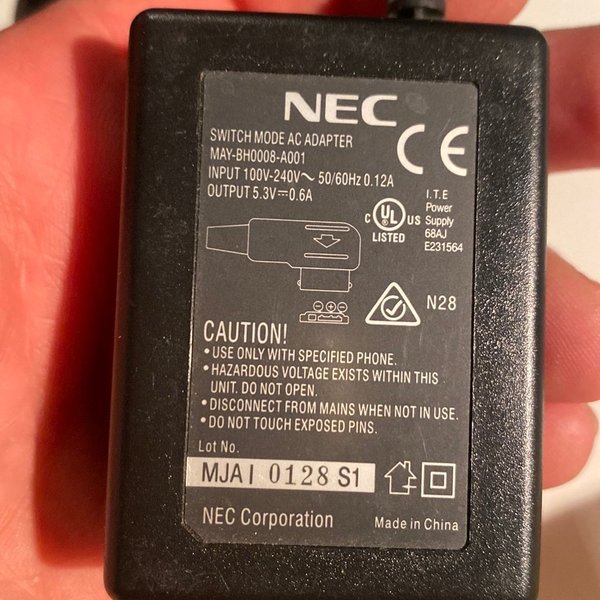 NEC
SWITCH MODE AC ADAPTER
MAY-BH0008-A001
INPUT 100V-240V～ 50/60Hz 0.12A
OUTPUT 5.3V⎓0.6A
CE
C UL US
LISTED
I.T.E
Power
Supply
68AJ
E231564
N28
CAUTION!
• USE ONLY WITH SPECIFIED PHONE.
• HAZARDOUS VOLTAGE EXISTS WITHIN THIS
UNIT. DO NOT OPEN.
• DISCONNECT FROM MAINS WHEN NOT IN USE.
• DO NOT TOUCH EXPOSED PINS.
Lot No.
MJA I 0128 S1
NEC Corporation
Made in China